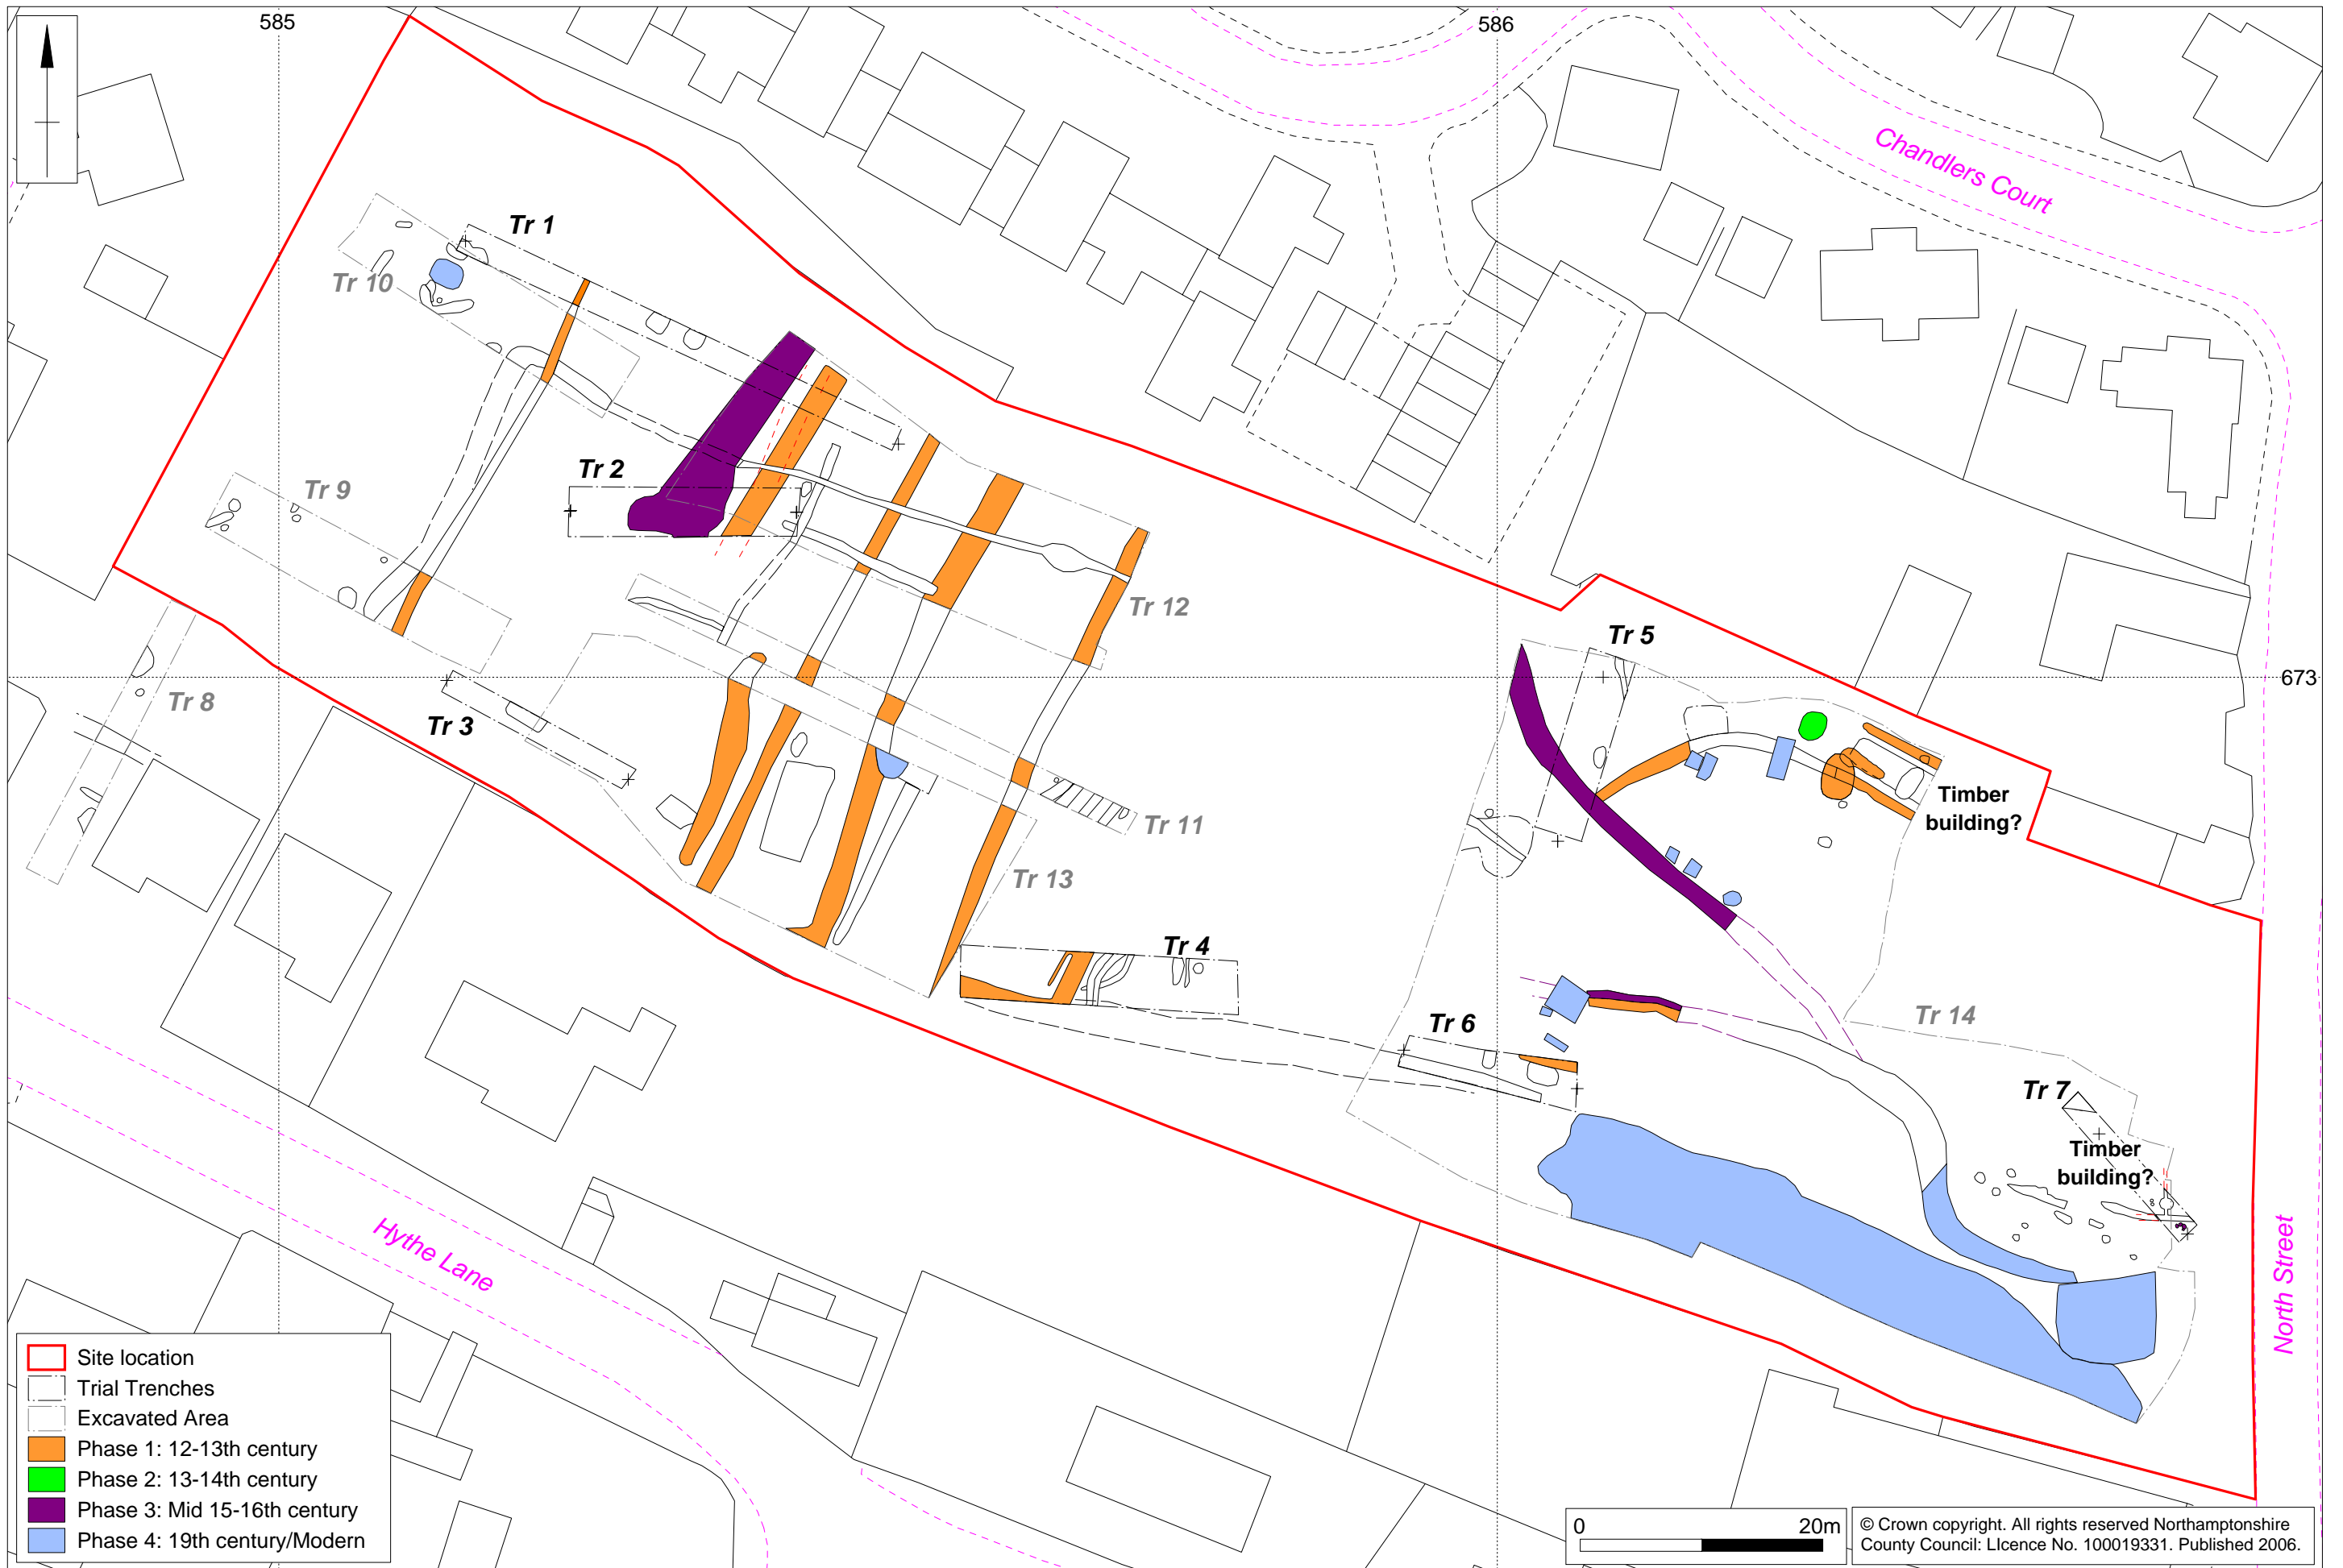 585
586
Chandlers Court
Tr 1
Tr 10
Tr 2
Tr 9
Tr 12
Tr 5
673
Tr 8
Tr 3
Timber
building?
Tr 11
Tr 13
Tr 4
Tr 14
Tr 6
Tr 7
Timber
building?
Hythe Lane
North Street
Site location
Trial Trenches
Excavated Area
Phase 1: 12-13th century
Phase 2: 13-14th century
Phase 3: Mid 15-16th century
Phase 4: 19th century/Modern
0 20m
© Crown copyright. All rights reserved Northamptonshire
County Council: LIcence No. 100019331. Published 2006.